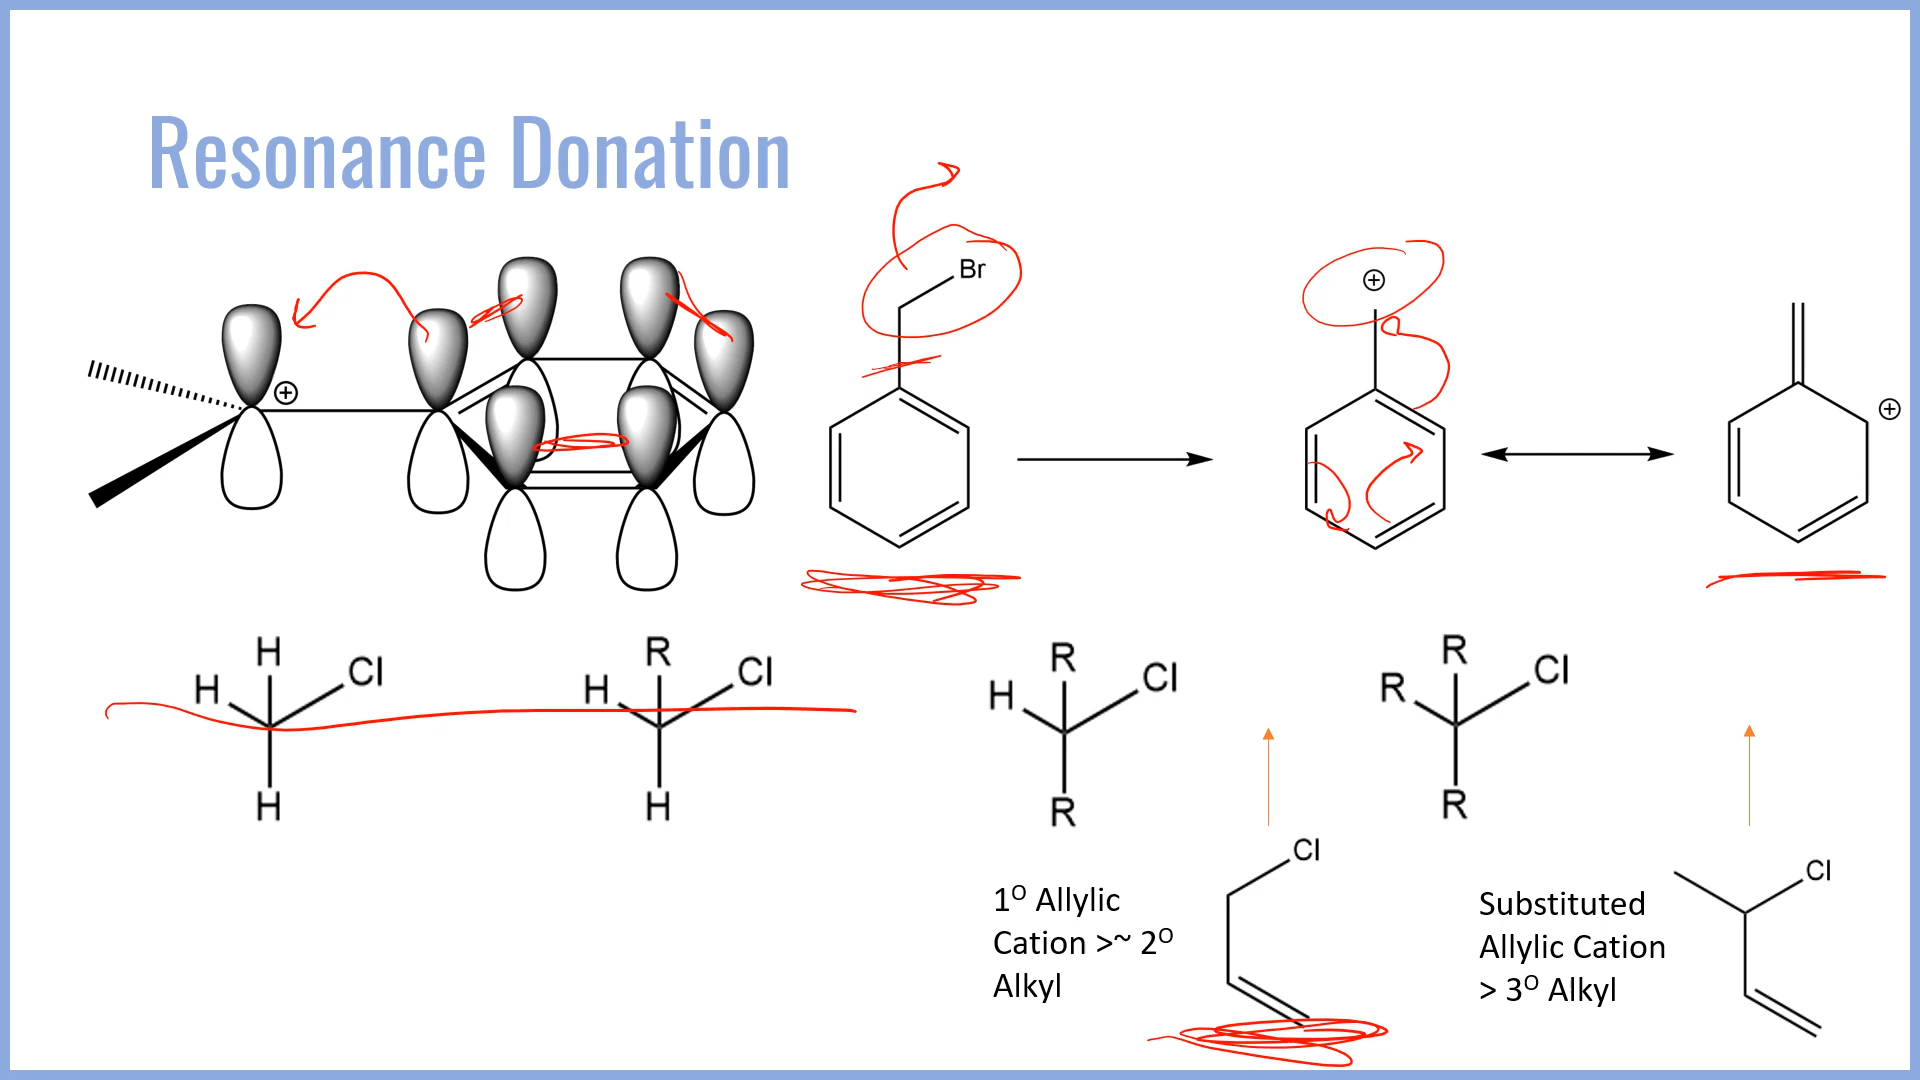 Resonance Donation
Br
⊕
⊕
⊕
H
H
Cl
H
R
H
Cl
H
R
H
Cl
R
R
R
Cl
R
1º Allylic
Cation >~ 2º
Alkyl
Cl
Substituted
Allylic Cation
> 3º Alkyl
Cl